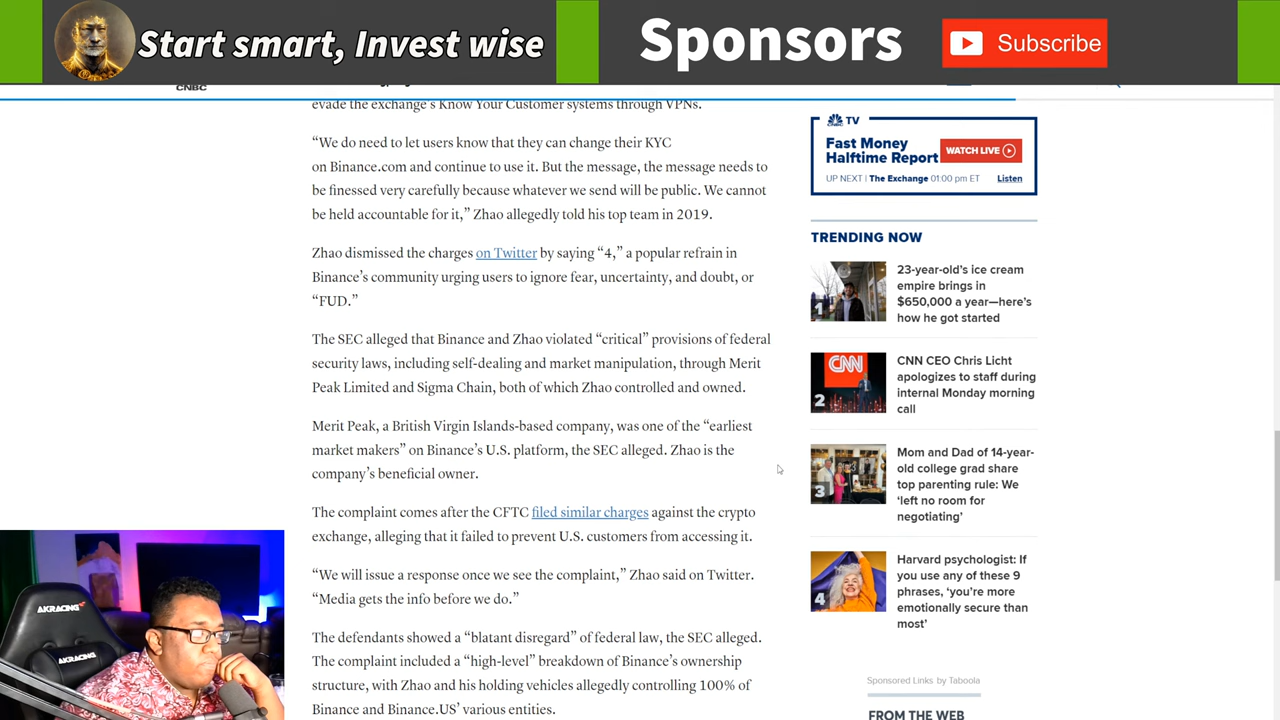 Start smart, Invest wise
Sponsors
Subscribe
CNBC
evade the exchange's Know Your Customer systems through VPNs.
“We do need to let users know that they can change their KYC
on Binance.com and continue to use it. But the message, the message needs to
be finessed very carefully because whatever we send will be public. We cannot
be held accountable for it,” Zhao allegedly told his top team in 2019.
Zhao dismissed the charges on Twitter by saying “4,” a popular refrain in
Binance’s community urging users to ignore fear, uncertainty, and doubt, or
“FUD.”
The SEC alleged that Binance and Zhao violated “critical” provisions of federal
security laws, including self-dealing and market manipulation, through Merit
Peak Limited and Sigma Chain, both of which Zhao controlled and owned.
Merit Peak, a British Virgin Islands-based company, was one of the “earliest
market makers” on Binance’s U.S. platform, the SEC alleged. Zhao is the
company’s beneficial owner.
The complaint comes after the CFTC filed similar charges against the crypto
exchange, alleging that it failed to prevent U.S. customers from accessing it.
“We will issue a response once we see the complaint,” Zhao said on Twitter.
“Media gets the info before we do.”
The defendants showed a “blatant disregard” of federal law, the SEC alleged.
The complaint included a “high-level” breakdown of Binance’s ownership
structure, with Zhao and his holding vehicles allegedly controlling 100% of
Binance and Binance.US’ various entities.
CNBC TV
Fast Money
Halftime Report
WATCH LIVE
UP NEXT | The Exchange 01:00 pm ET
Listen
TRENDING NOW
1
23-year-old’s ice cream
empire brings in
$650,000 a year—here’s
how he got started
CNN
2
CNN CEO Chris Licht
apologizes to staff during
internal Monday morning
call
3
Mom and Dad of 14-year-
old college grad share
top parenting rule: We
‘left no room for
negotiating’
4
Harvard psychologist: If
you use any of these 9
phrases, ‘you’re more
emotionally secure than
most’
Sponsored Links by Taboola
FROM THE WEB
AKRACING
AKRACING